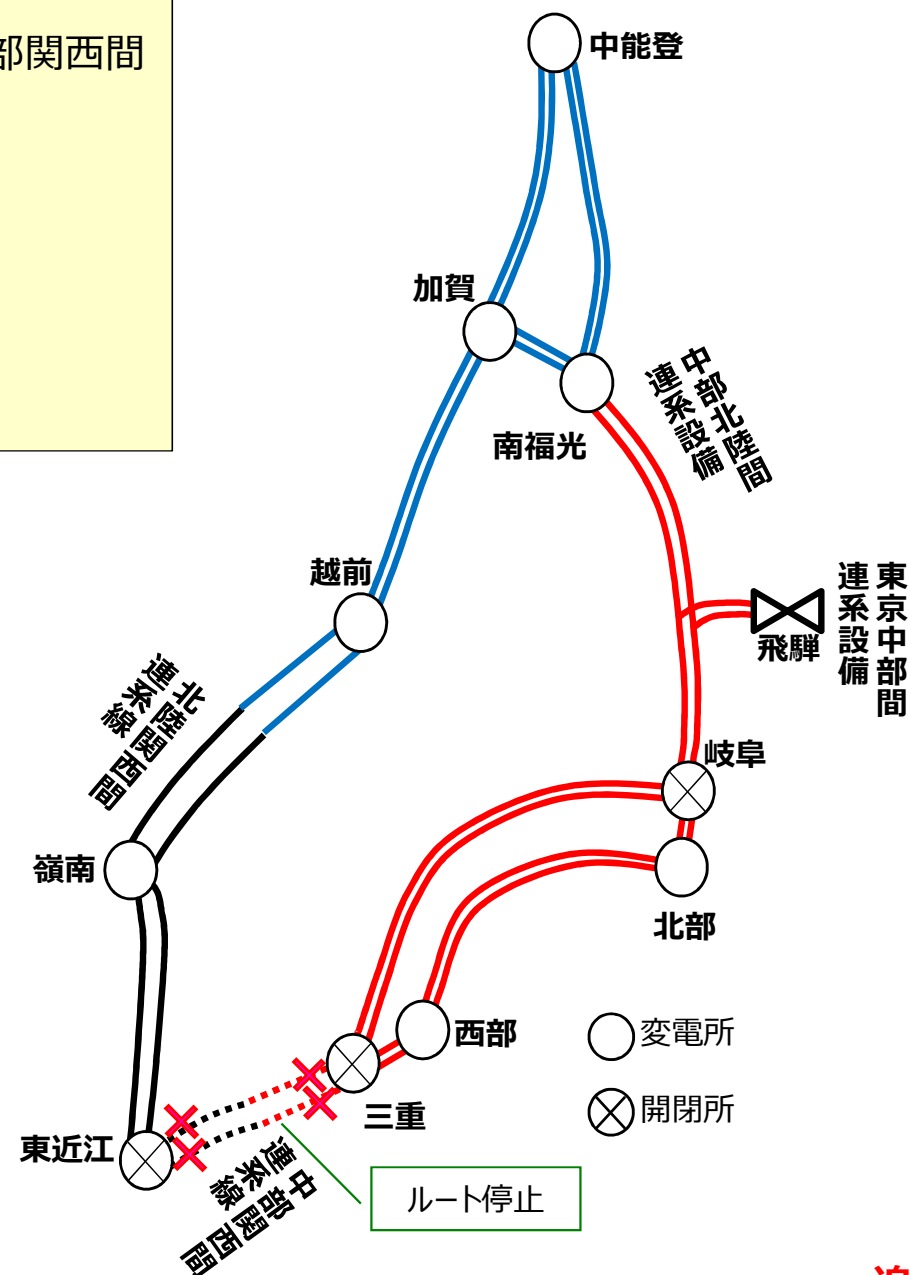 部関西間
中能登
加賀
南福光
中部北陸間
連系設備
越前
飛騨
東京中部間
連系設備
北陸関西間
連系線
岐阜
嶺南
北部
西部
変電所
三重
開閉所
東近江
中部関西間
連系線
ルート停止